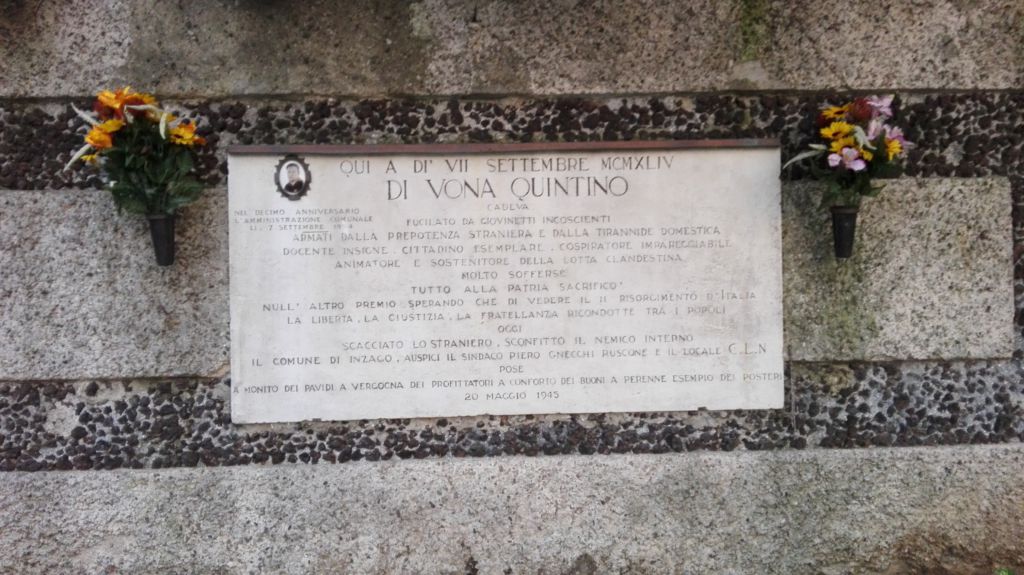 QUI A DI' VII SETTEMBRE MCMXLIV
DI VONA QUINTINO
CADEVA
NEL DECIMO ANNIVERSARIO
L'AMMINISTRAZIONE COMUNALE
LI. 7 SETTEMBRE
FUCILATO DA GIOVINETTI INCOSCIENTI
ARMATI DALLA PREPOTENZA STRANIERA E DALLA TIRANNIDE DOMESTICA
DOCENTE INSIGNE . CITTADINO ESEMPLARE . COSPIRATORE IMPAREGGIABILE
ANIMATORE E SOSTENITORE DELLA LOTTA CLANDESTINA
MOLTO SOFFERSE
TUTTO ALLA PATRIA SACRIFICO'
NULL' ALTRO PREMIO SPERANDO CHE DI VEDERE IL II RISORGIMENTO D'ITALIA
LA LIBERTA . LA GIUSTIZIA . LA FRATELLANZA RICONDOTTE TRA I POPOLI
OGGI
SCACCIATO LO STRANIERO . SCONFITTO IL NEMICO INTERNO
IL COMUNE DI INZAGO , AUSPICI IL SINDACO PIERO GNECCHI RUSCONE E IL LOCALE C.L.N
POSE
A MONITO DEI PAVIDI A VERGOGNA DEI PROFITTATORI A CONFORTO DEI BUONI A PERENNE ESEMPIO DEI POSTERI
20 MAGGIO 1945